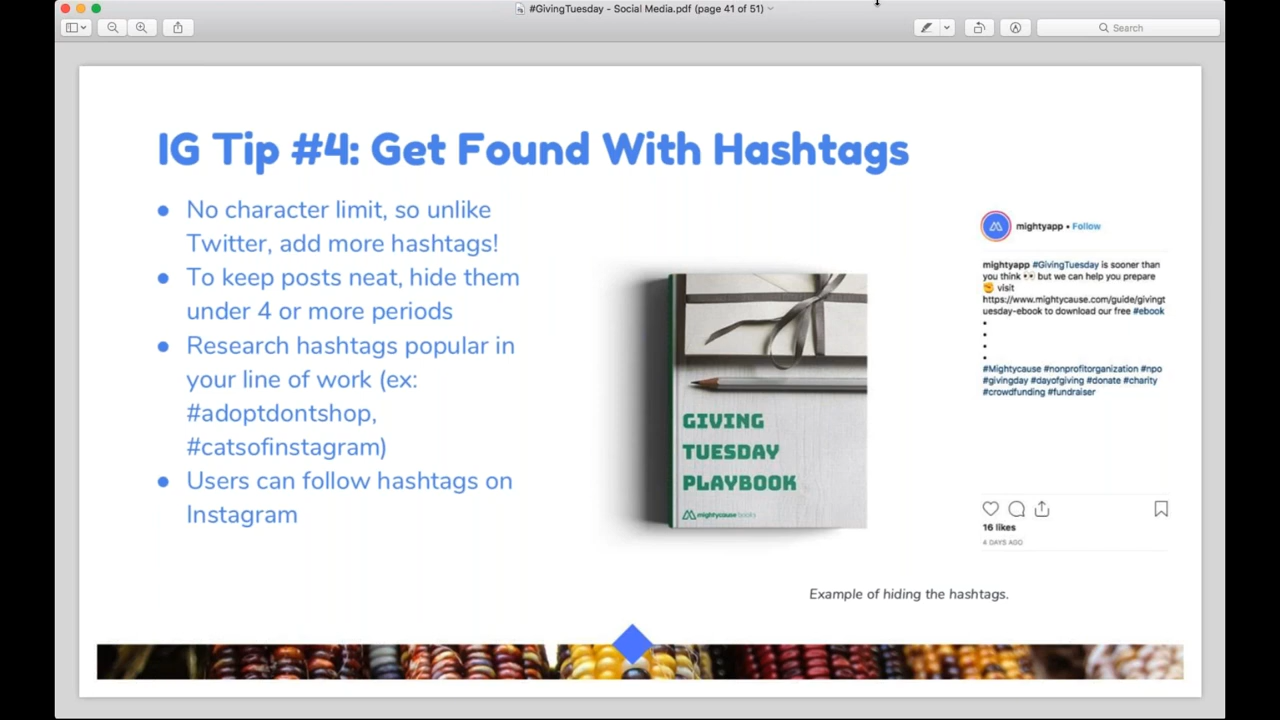 #GivingTuesday - Social Media.pdf (page 41 of 51)
Search
IG Tip #4: Get Found With Hashtags
● No character limit, so unlike
Twitter, add more hashtags!
● To keep posts neat, hide them
under 4 or more periods
● Research hashtags popular in
your line of work (ex:
#adoptdontshop,
#catsofinstagram)
● Users can follow hashtags on
Instagram
GIVING
TUESDAY
PLAYBOOK
mightycause books
mightyapp • Follow
mightyapp #GivingTuesday is sooner than
you think 👀 but we can help you prepare
✊ visit
https://www.mightycause.com/guide/givingt
uesday-ebook to download our free #ebook
•
•
•
•
#Mightycause #nonprofitorganization #npo
#givingday #dayofgiving #donate #charity
#crowdfunding #fundraiser
16 likes
4 DAYS AGO
Example of hiding the hashtags.